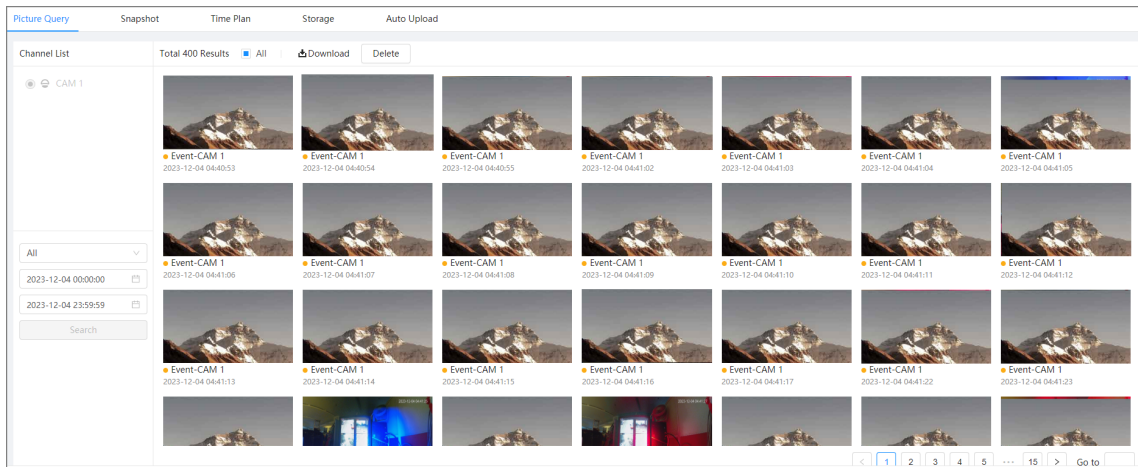 Picture Query Snapshot Time Plan Storage Auto Upload
Channel List Total 400 Results All Download Delete
CAM 1
Event-CAM 1 Event-CAM 1 Event-CAM 1 Event-CAM 1 Event-CAM 1 Event-CAM 1 Event-CAM 1
2023-12-04 04:40:53 2023-12-04 04:40:54 2023-12-04 04:40:55 2023-12-04 04:41:02 2023-12-04 04:41:03 2023-12-04 04:41:04 2023-12-04 04:41:05
All
Event-CAM 1 Event-CAM 1 Event-CAM 1 Event-CAM 1 Event-CAM 1 Event-CAM 1 Event-CAM 1
2023-12-04 04:41:06 2023-12-04 04:41:07 2023-12-04 04:41:08 2023-12-04 04:41:09 2023-12-04 04:41:10 2023-12-04 04:41:11 2023-12-04 04:41:12
2023-12-04 00:00:00
2023-12-04 23:59:59
Search
Event-CAM 1 Event-CAM 1 Event-CAM 1 Event-CAM 1 Event-CAM 1 Event-CAM 1 Event-CAM 1
2023-12-04 04:41:13 2023-12-04 04:41:14 2023-12-04 04:41:15 2023-12-04 04:41:16 2023-12-04 04:41:17 2023-12-04 04:41:22 2023-12-04 04:41:23
< 1 2 3 4 5 ··· 15 > Go to